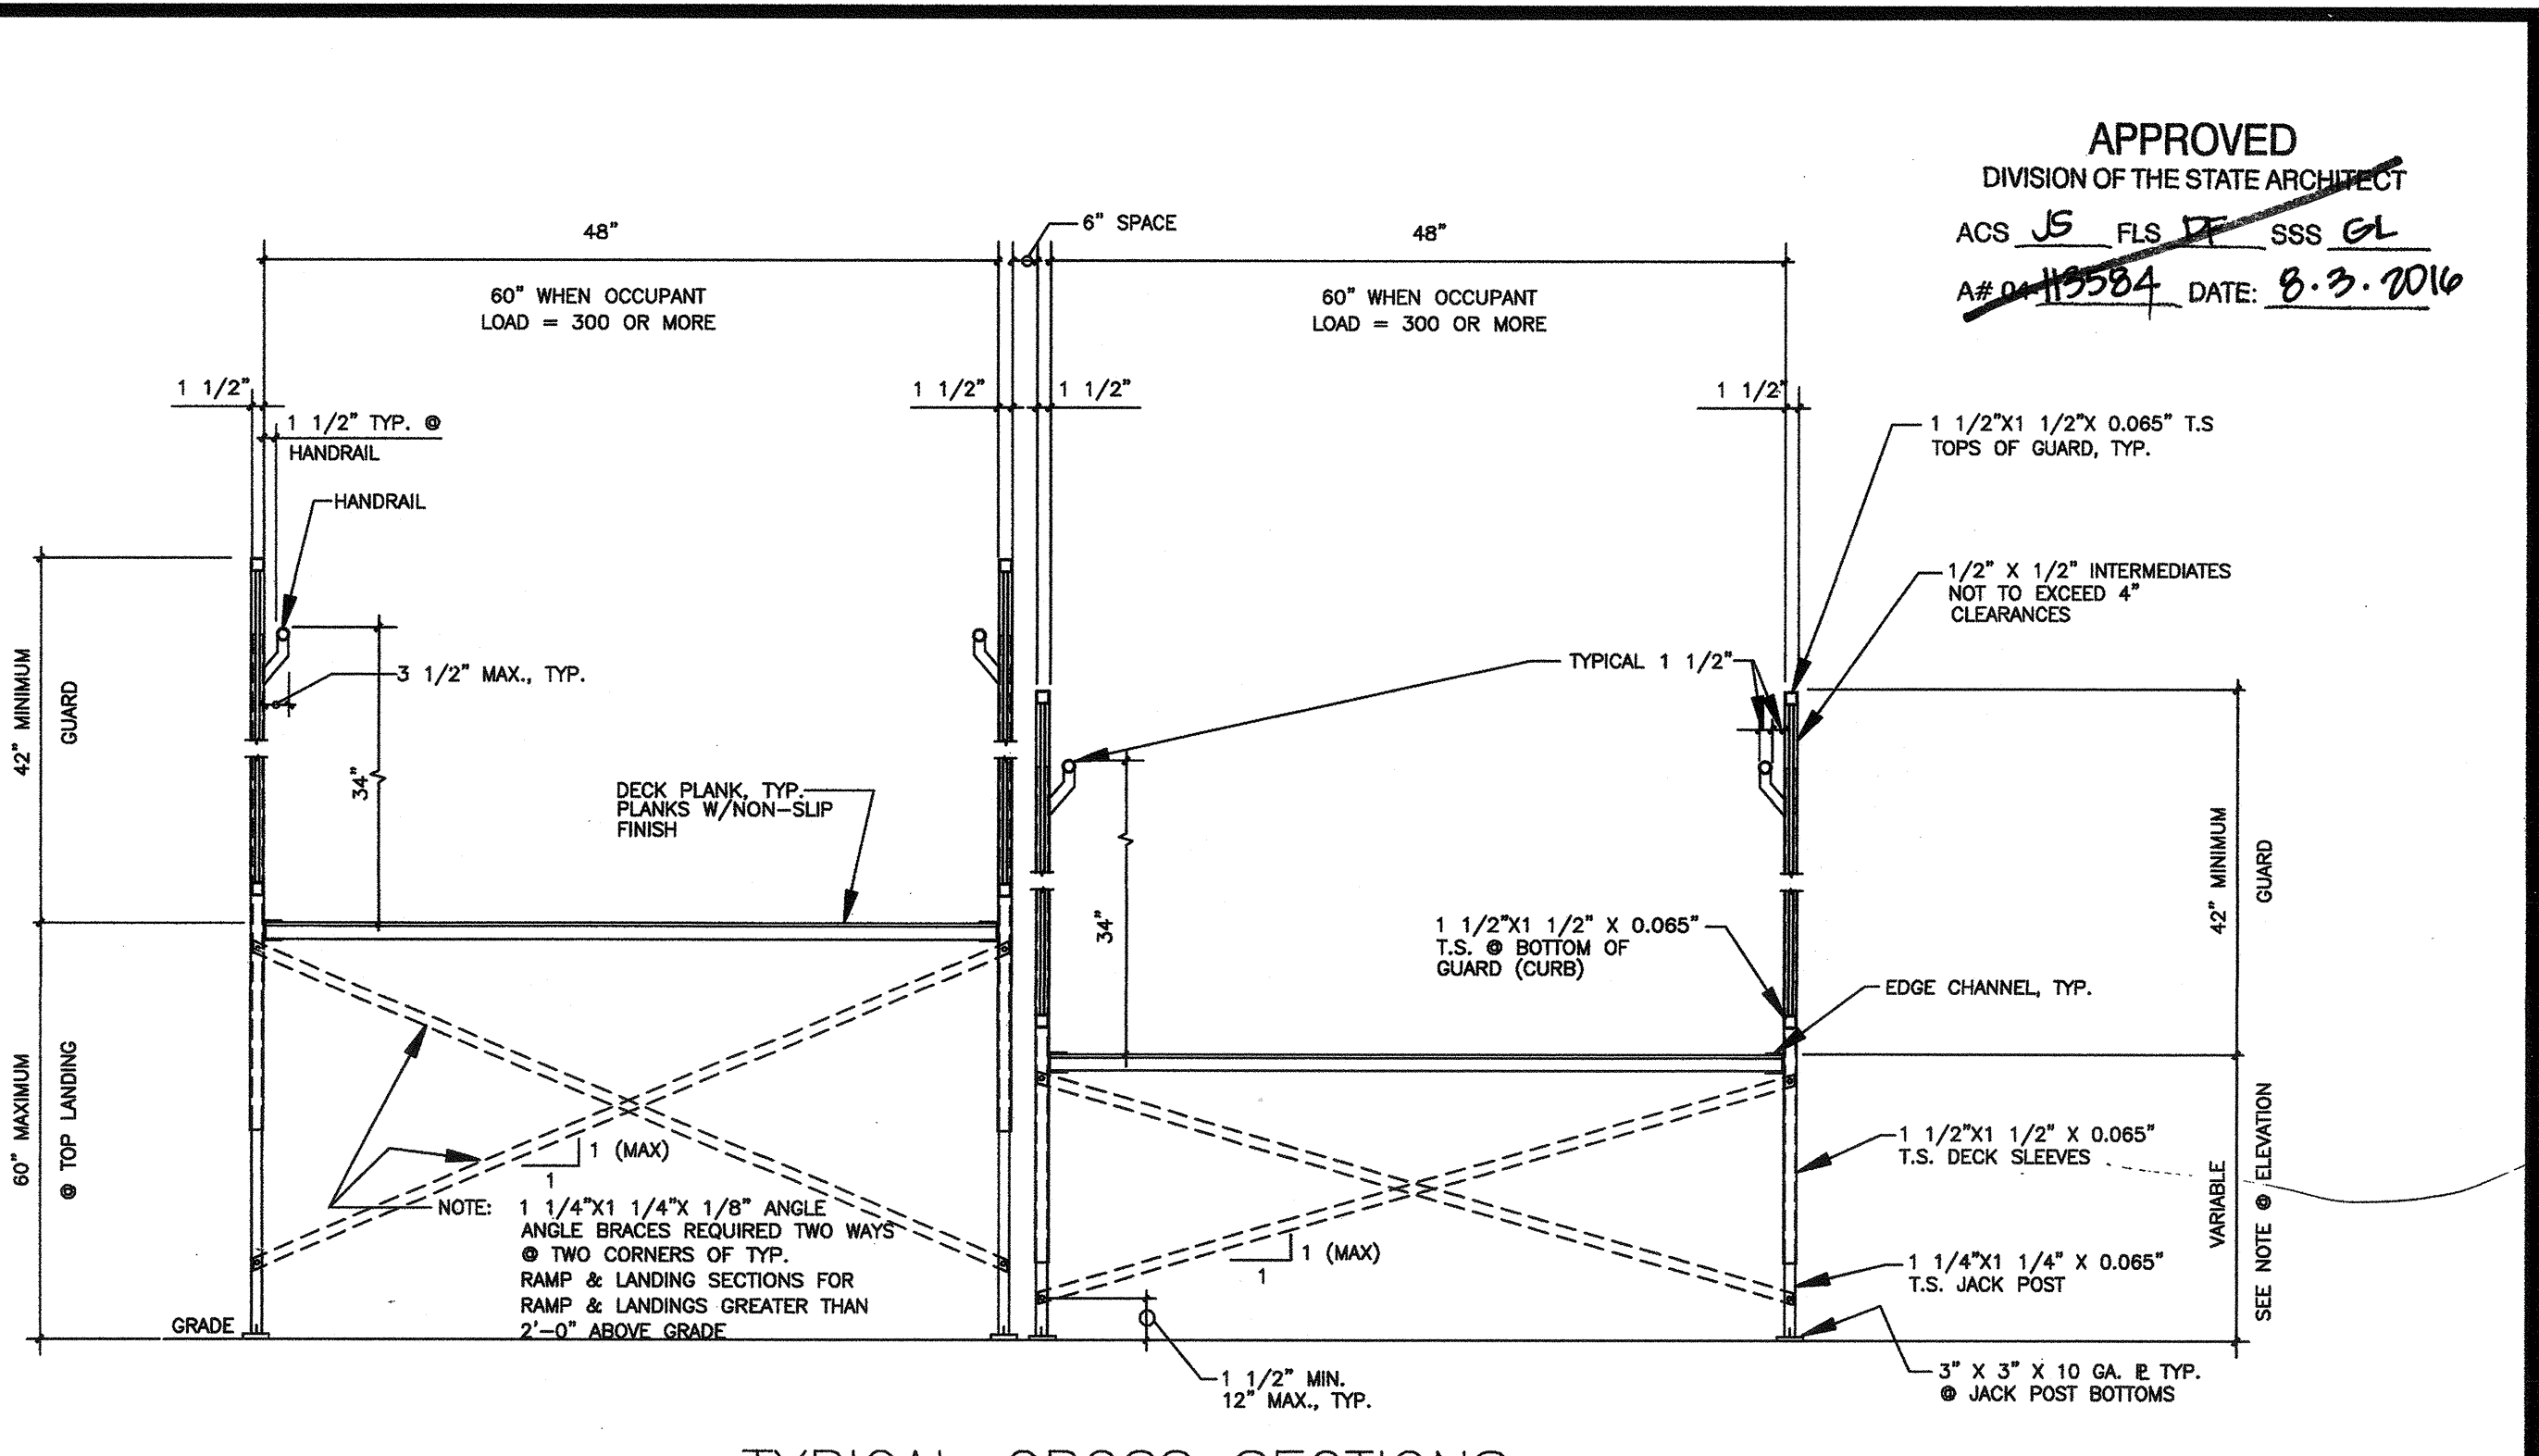 APPROVED
DIVISION OF THE STATE ARCHITECT
ACS JS FLS DF SSS GL
A# 04-113584 DATE: 8.3.2016
48"
6" SPACE
48"
60" WHEN OCCUPANT
LOAD = 300 OR MORE
60" WHEN OCCUPANT
LOAD = 300 OR MORE
1 1/2"
1 1/2"
1 1/2"
1 1/2"
1 1/2" TYP. @
HANDRAIL
HANDRAIL
1 1/2"X1 1/2"X 0.065" T.S
TOPS OF GUARD, TYP.
1/2" X 1/2" INTERMEDIATES
NOT TO EXCEED 4"
CLEARANCES
3 1/2" MAX., TYP.
TYPICAL 1 1/2"
42" MINIMUM
GUARD
34"
DECK PLANK, TYP.
PLANKS W/NON-SLIP
FINISH
34"
1 1/2"X1 1/2" X 0.065"
T.S. @ BOTTOM OF
GUARD (CURB)
42" MINIMUM
GUARD
EDGE CHANNEL, TYP.
60" MAXIMUM
@ TOP LANDING
1 (MAX)
1
NOTE: 1 1/4"X1 1/4"X 1/8" ANGLE
ANGLE BRACES REQUIRED TWO WAYS
@ TWO CORNERS OF TYP.
RAMP & LANDING SECTIONS FOR
RAMP & LANDINGS GREATER THAN
2'-0" ABOVE GRADE
1 (MAX)
1
1 1/2"X1 1/2" X 0.065"
T.S. DECK SLEEVES
VARIABLE
SEE NOTE @ ELEVATION
1 1/4"X1 1/4" X 0.065"
T.S. JACK POST
GRADE
1 1/2" MIN.
12" MAX., TYP.
3" X 3" X 10 GA. PL TYP.
@ JACK POST BOTTOMS
TYPICAL CROSS SECTIONS